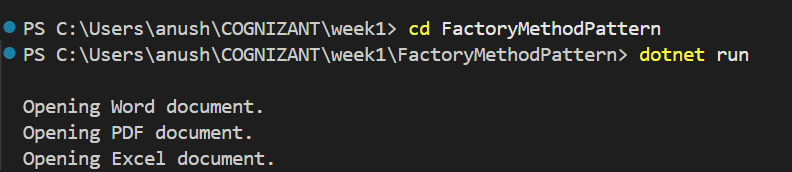 PS C:\Users\anush\COGNIZANT\week1> cd FactoryMethodPattern
PS C:\Users\anush\COGNIZANT\week1\FactoryMethodPattern> dotnet run
Opening Word document.
Opening PDF document.
Opening Excel document.